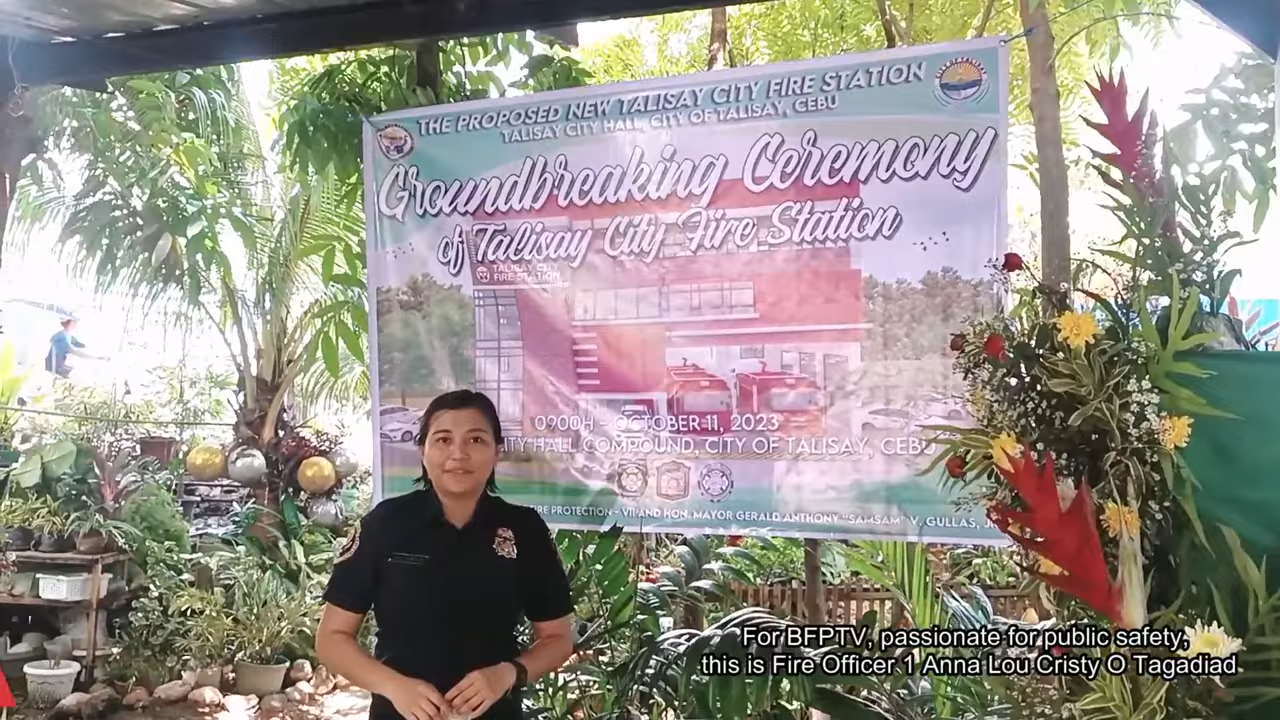 THE PROPOSED NEW TALISAY CITY FIRE STATION
TALISAY CITY HALL, CITY OF TALISAY, CEBU
Groundbreaking Ceremony
of Talisay City Fire Station
TALISAY CITY
FIRE STATION
0900H - OCTOBER 11, 2023
CITY HALL COMPOUND, CITY OF TALISAY, CEBU
FIRE PROTECTION - VII AND HON. MAYOR GERALD ANTHONY "SAMSAM" V. GULLAS, JR
For BFPTV, passionate for public safety,
this is Fire Officer 1 Anna Lou Cristy O Tagadiad